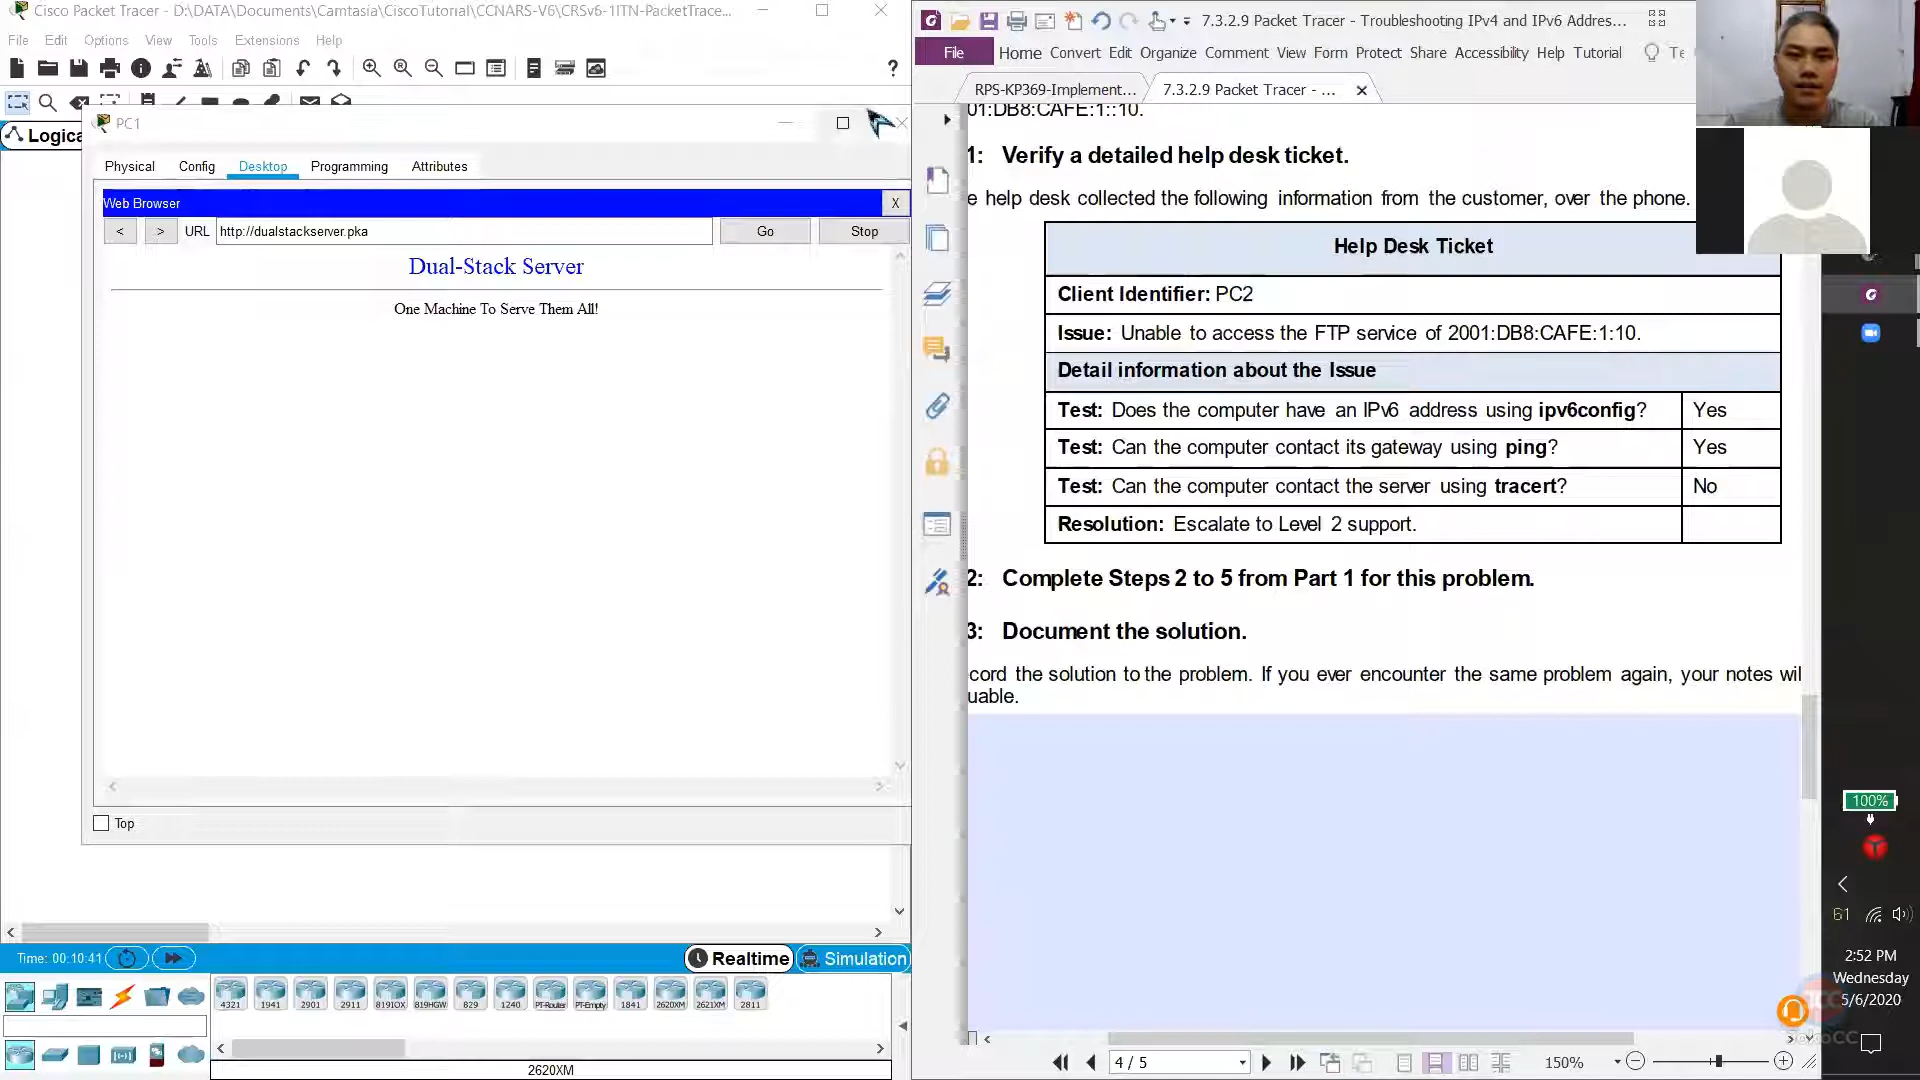 Cisco Packet Tracer - D:\DATA\Documents\Camtasia\CiscoTutorial\CCNARS-V6\CRSv6-1ITN-PacketTrace...
File Edit Options View Tools Extensions Help
Logica
PC1
Physical Config Desktop Programming Attributes
Web Browser
X
< > URL http://dualstackserver.pka Go Stop
Dual-Stack Server
One Machine To Serve Them All!
Top
Time: 00:10:41
Realtime Simulation
4321 1941 2901 2911 819IOX 819HGW 829 1240 PT-Router PT-Empty 1841 2620XM 2621XM 2811
2620XM
7.3.2.9 Packet Tracer - Troubleshooting IPv4 and IPv6 Addres...
File Home Convert Edit Organize Comment View Form Protect Share Accessibility Help Tutorial Te
RPS-KP369-Implement... 7.3.2.9 Packet Tracer - ...
01:DB8:CAFE:1::10.
1: Verify a detailed help desk ticket.
e help desk collected the following information from the customer, over the phone.
Help Desk Ticket
Client Identifier: PC2
Issue: Unable to access the FTP service of 2001:DB8:CAFE:1:10.
Detail information about the Issue
Test: Does the computer have an IPv6 address using ipv6config? Yes
Test: Can the computer contact its gateway using ping? Yes
Test: Can the computer contact the server using tracert? No
Resolution: Escalate to Level 2 support.
2: Complete Steps 2 to 5 from Part 1 for this problem.
3: Document the solution.
cord the solution to the problem. If you ever encounter the same problem again, your notes wil
uable.
4 / 5
150%
100%
61
2:52 PM
Wednesday
5/6/2020